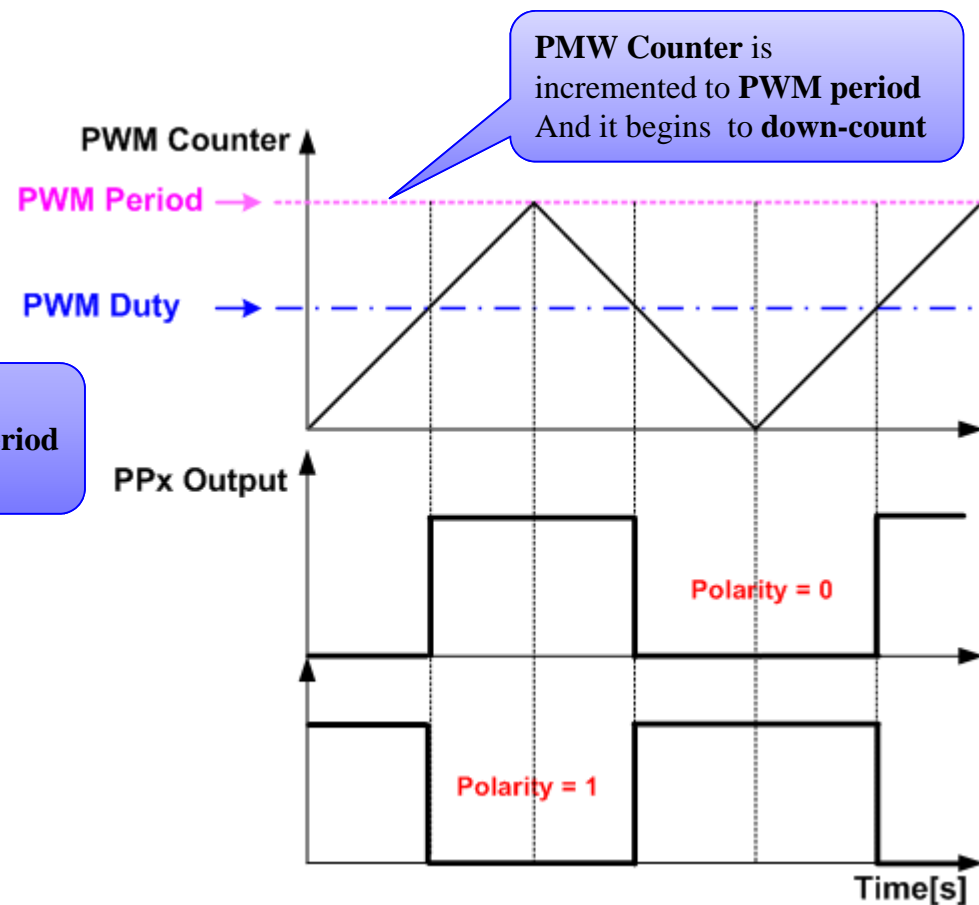 PMW Counter is
incremented to PWM period
And it begins to down-count
PWM Counter
PWM Period
PWM Duty
PPx Output
Polarity = 0
Polarity = 1
Time[s]